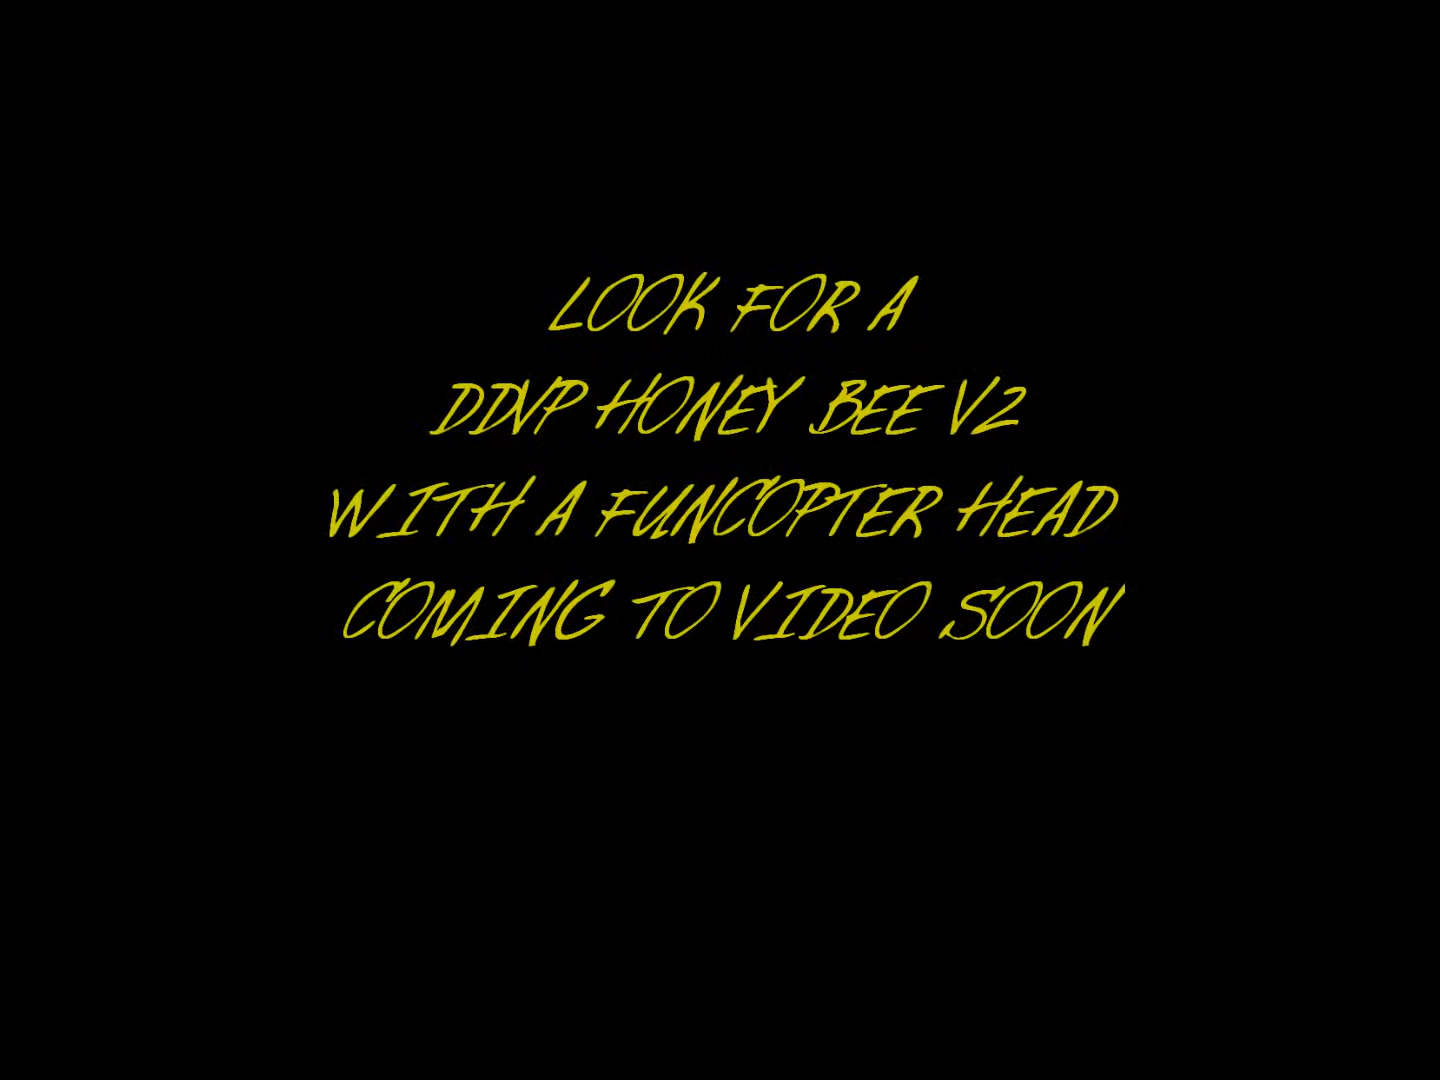 LOOK FOR A
DDVP HONEY BEE V2
WITH A FUNCOPTER HEAD
COMING TO VIDEO SOON